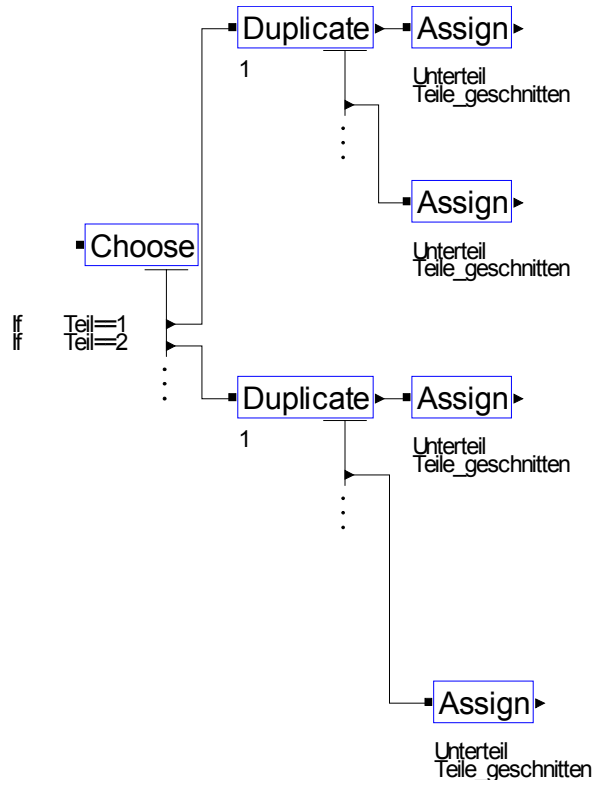 Duplicate
Assign
1
Unterteil
Teile_geschnitten
Assign
Unterteil
Teile_geschnitten
Choose
If Teil==1
If Teil==2
Duplicate
Assign
1
Unterteil
Teile_geschnitten
Assign
Unterteil
Teile_geschnitten